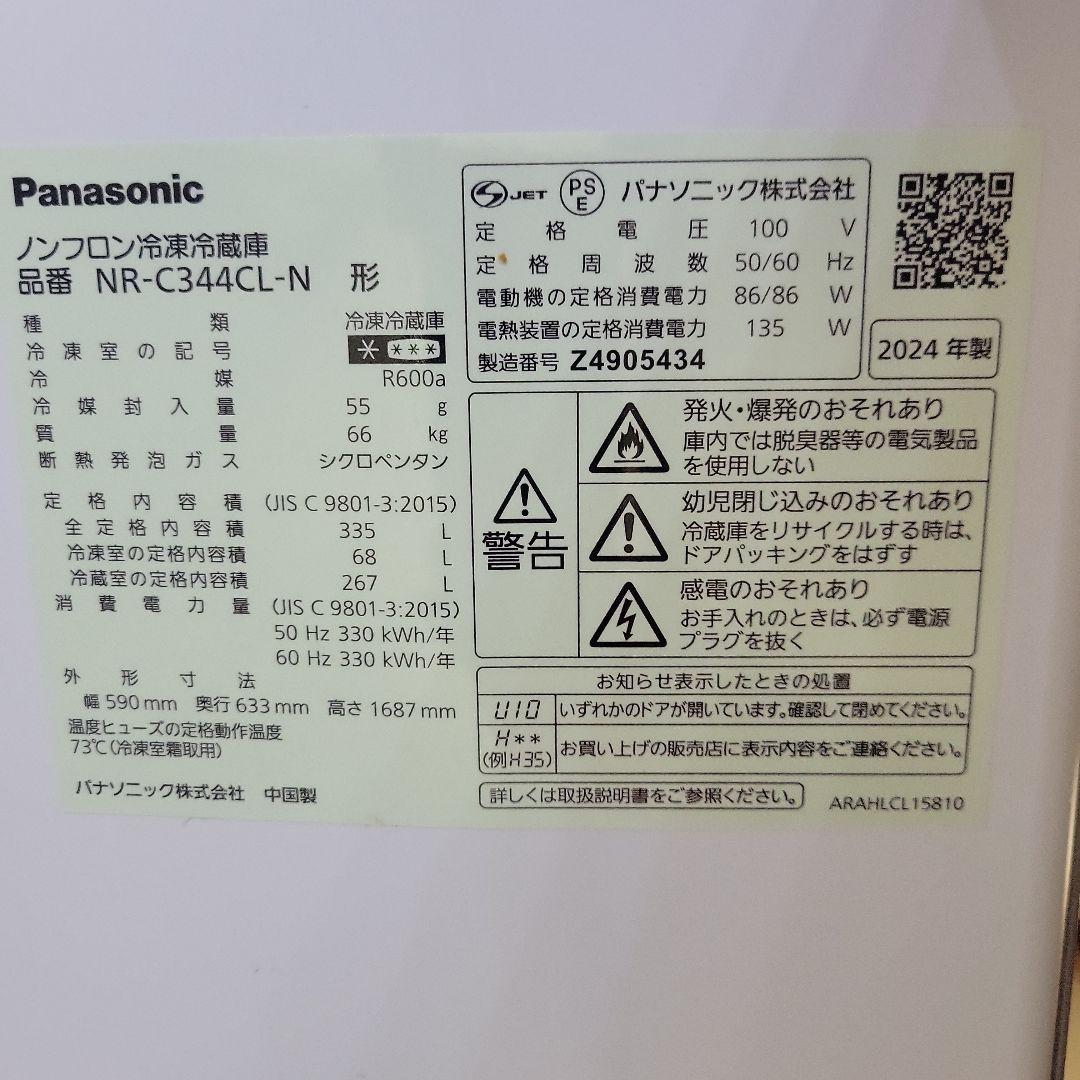 Panasonic
ノンフロン冷凍冷蔵庫
品番 NR-C344CL-N 形
種類 冷凍冷蔵庫
冷凍室の記号 * ***
冷媒 R600a
冷媒封入量 55 g
質量 66 kg
断熱発泡ガス シクロペンタン
定格内容積 (JIS C 9801-3:2015)
全定格内容積 335 L
冷凍室の定格内容積 68 L
冷蔵室の定格内容積 267 L
消費電力量 (JIS C 9801-3:2015)
50 Hz 330 kWh/年
60 Hz 330 kWh/年
外形寸法
幅 590 mm 奥行 633 mm 高さ 1687 mm
温度ヒューズの定格動作温度
73℃(冷凍室霜取用)
パナソニック株式会社 中国製
S JET PS E パナソニック株式会社
定格電圧 100 V
定格周波数 50/60 Hz
電動機の定格消費電力 86/86 W
電熱装置の定格消費電力 135 W
製造番号 Z4905434
2024 年製
警告
発火・爆発のおそれあり
庫内では脱臭器等の電気製品
を使用しない
幼児閉じ込みのおそれあり
冷蔵庫をリサイクルする時は、
ドアパッキングをはずす
感電のおそれあり
お手入れのときは、必ず電源
プラグを抜く
お知らせ表示したときの処置
U10 いずれかのドアが開いています。確認して閉めてください。
H** (例H35) お買い上げの販売店に表示内容をご連絡ください。
詳しくは取扱説明書をご参照ください。
ARAHLCL15810